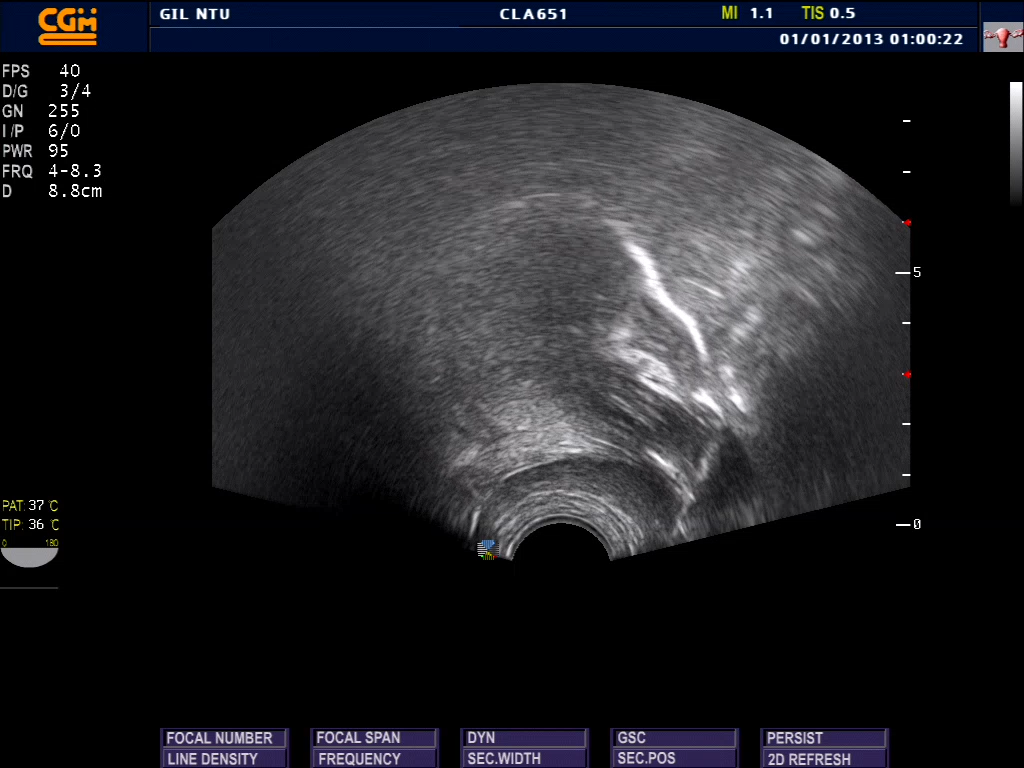 CGM
GIL NTU CLA651 MI 1.1 TIS 0.5
01/01/2013 01:00:22
FPS 40
D/G 3/4
GN 255
I/P 6/0
PWR 95
FRQ 4-8.3
D 8.8cm
5
PAT: 37 °C
TIP: 36 °C
0 180
0
FOCAL NUMBER FOCAL SPAN DYN GSC PERSIST
LINE DENSITY FREQUENCY SEC.WIDTH SEC.POS 2D REFRESH